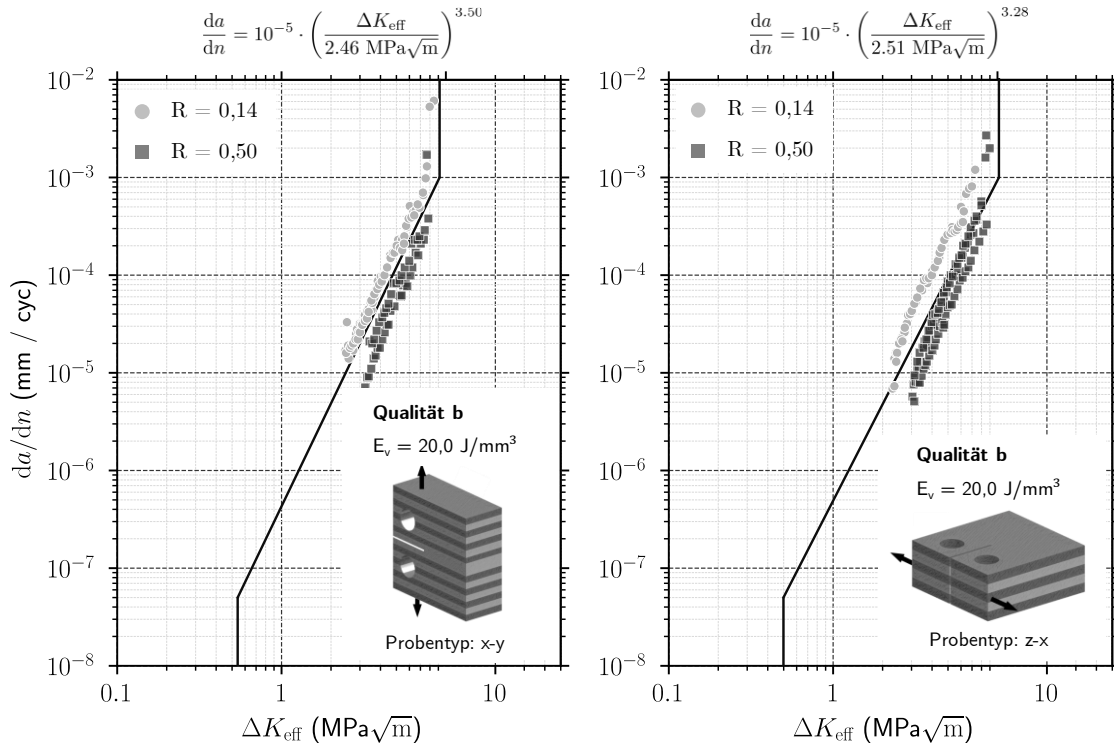 da/dn = 10⁻⁵ · (ΔK_eff / 2.46 MPa√m)^3.50
10⁻²
10⁻³
10⁻⁴
10⁻⁵
10⁻⁶
10⁻⁷
10⁻⁸
da/dn (mm / cyc)
R = 0,14
R = 0,50
Qualität b
E_v = 20,0 J/mm³
Probentyp: x-y
0.1 1 10
ΔK_eff (MPa√m)
da/dn = 10⁻⁵ · (ΔK_eff / 2.51 MPa√m)^3.28
10⁻²
10⁻³
10⁻⁴
10⁻⁵
10⁻⁶
10⁻⁷
10⁻⁸
R = 0,14
R = 0,50
Qualität b
E_v = 20,0 J/mm³
Probentyp: z-x
0.1 1 10
ΔK_eff (MPa√m)